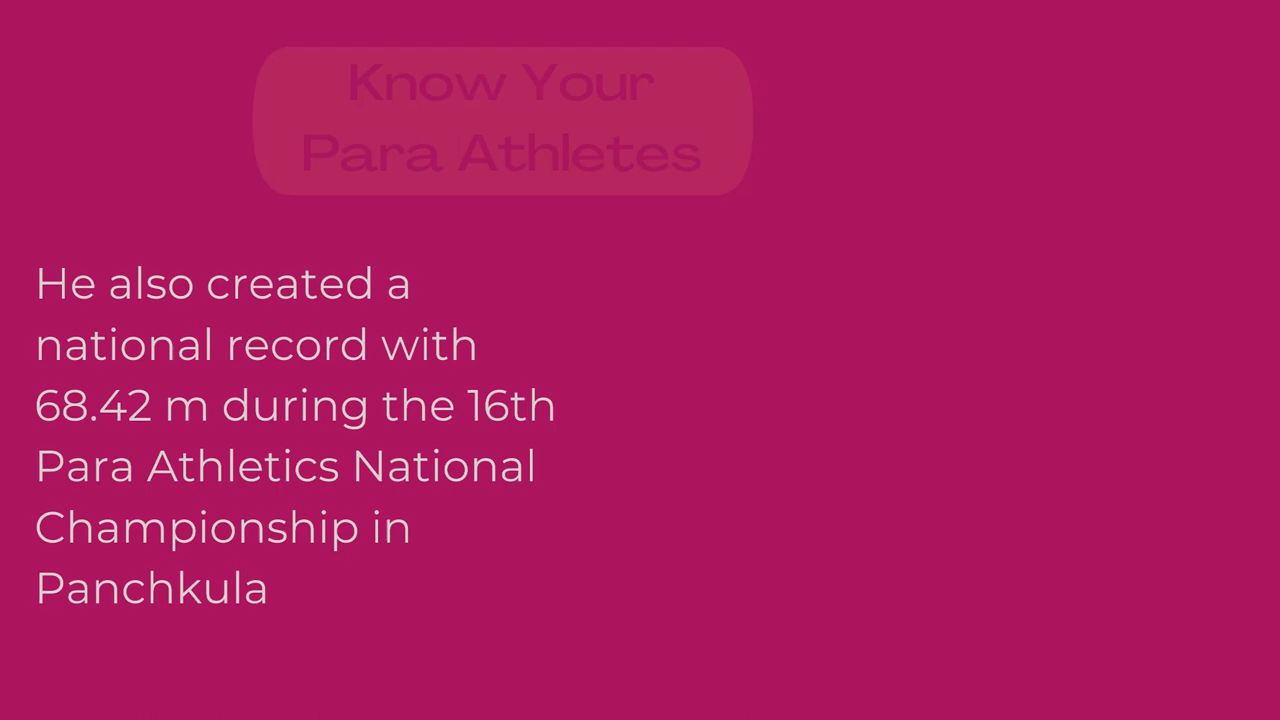 Know Your
Para Athletes
He also created a
national record with
68.42 m during the 16th
Para Athletics National
Championship in
Panchkula